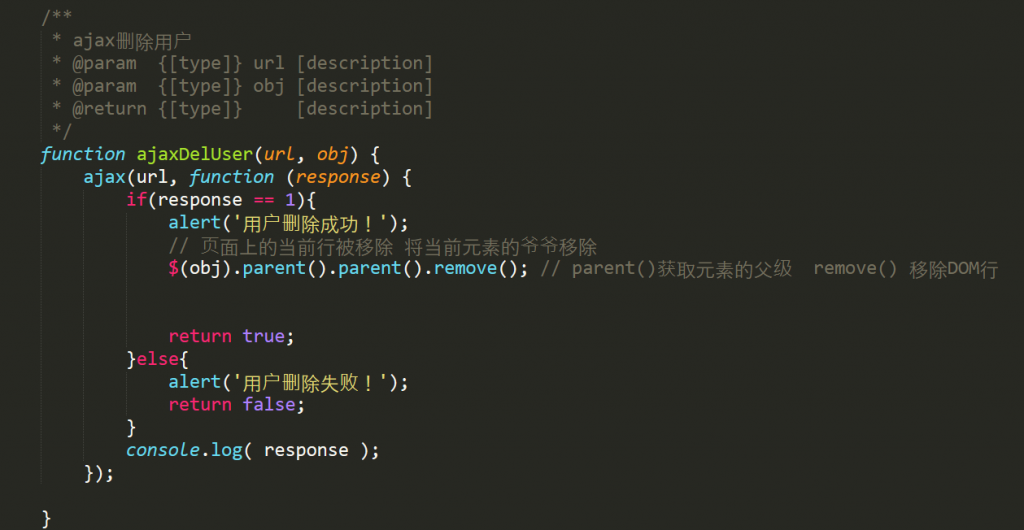 /**
 * ajax删除用户
 * @param  {[type]} url [description]
 * @param  {[type]} obj [description]
 * @return {[type]}     [description]
 */
function ajaxDelUser(url, obj) {
    ajax(url, function (response) {
        if(response == 1){
            alert('用户删除成功！');
            // 页面上的当前行被移除 将当前元素的爷爷移除
            $(obj).parent().parent().remove(); // parent()获取元素的父级  remove() 移除DOM行
            return true;
        }else{
            alert('用户删除失败！');
            return false;
        }
        console.log( response );
    });
}